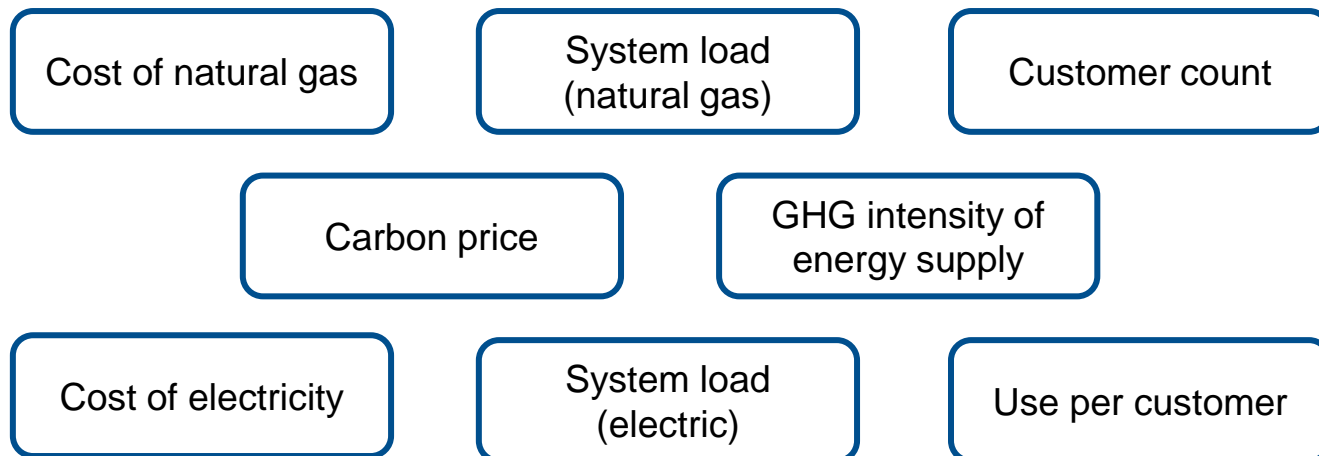 Cost of natural gas
System load
(natural gas)
Customer count
Carbon price
GHG intensity of
energy supply
Cost of electricity
System load
(electric)
Use per customer